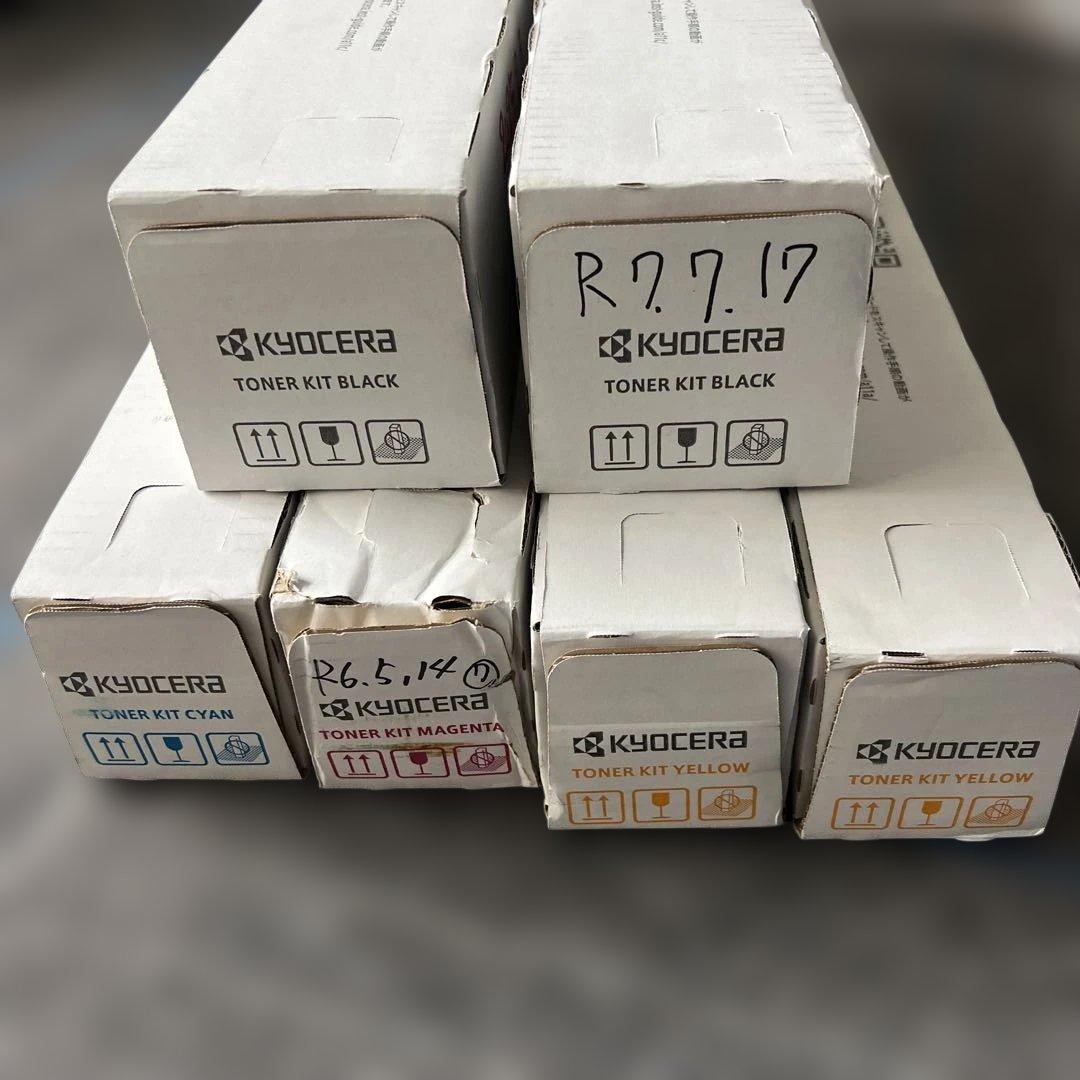 R7.7.17
KYOCERA
TONER KIT BLACK
KYOCERA
TONER KIT BLACK
KYOCERA
TONER KIT CYAN
R6.5.14 ⑦
KYOCERA
TONER KIT MAGENTA
KYOCERA
TONER KIT YELLOW
KYOCERA
TONER KIT YELLOW